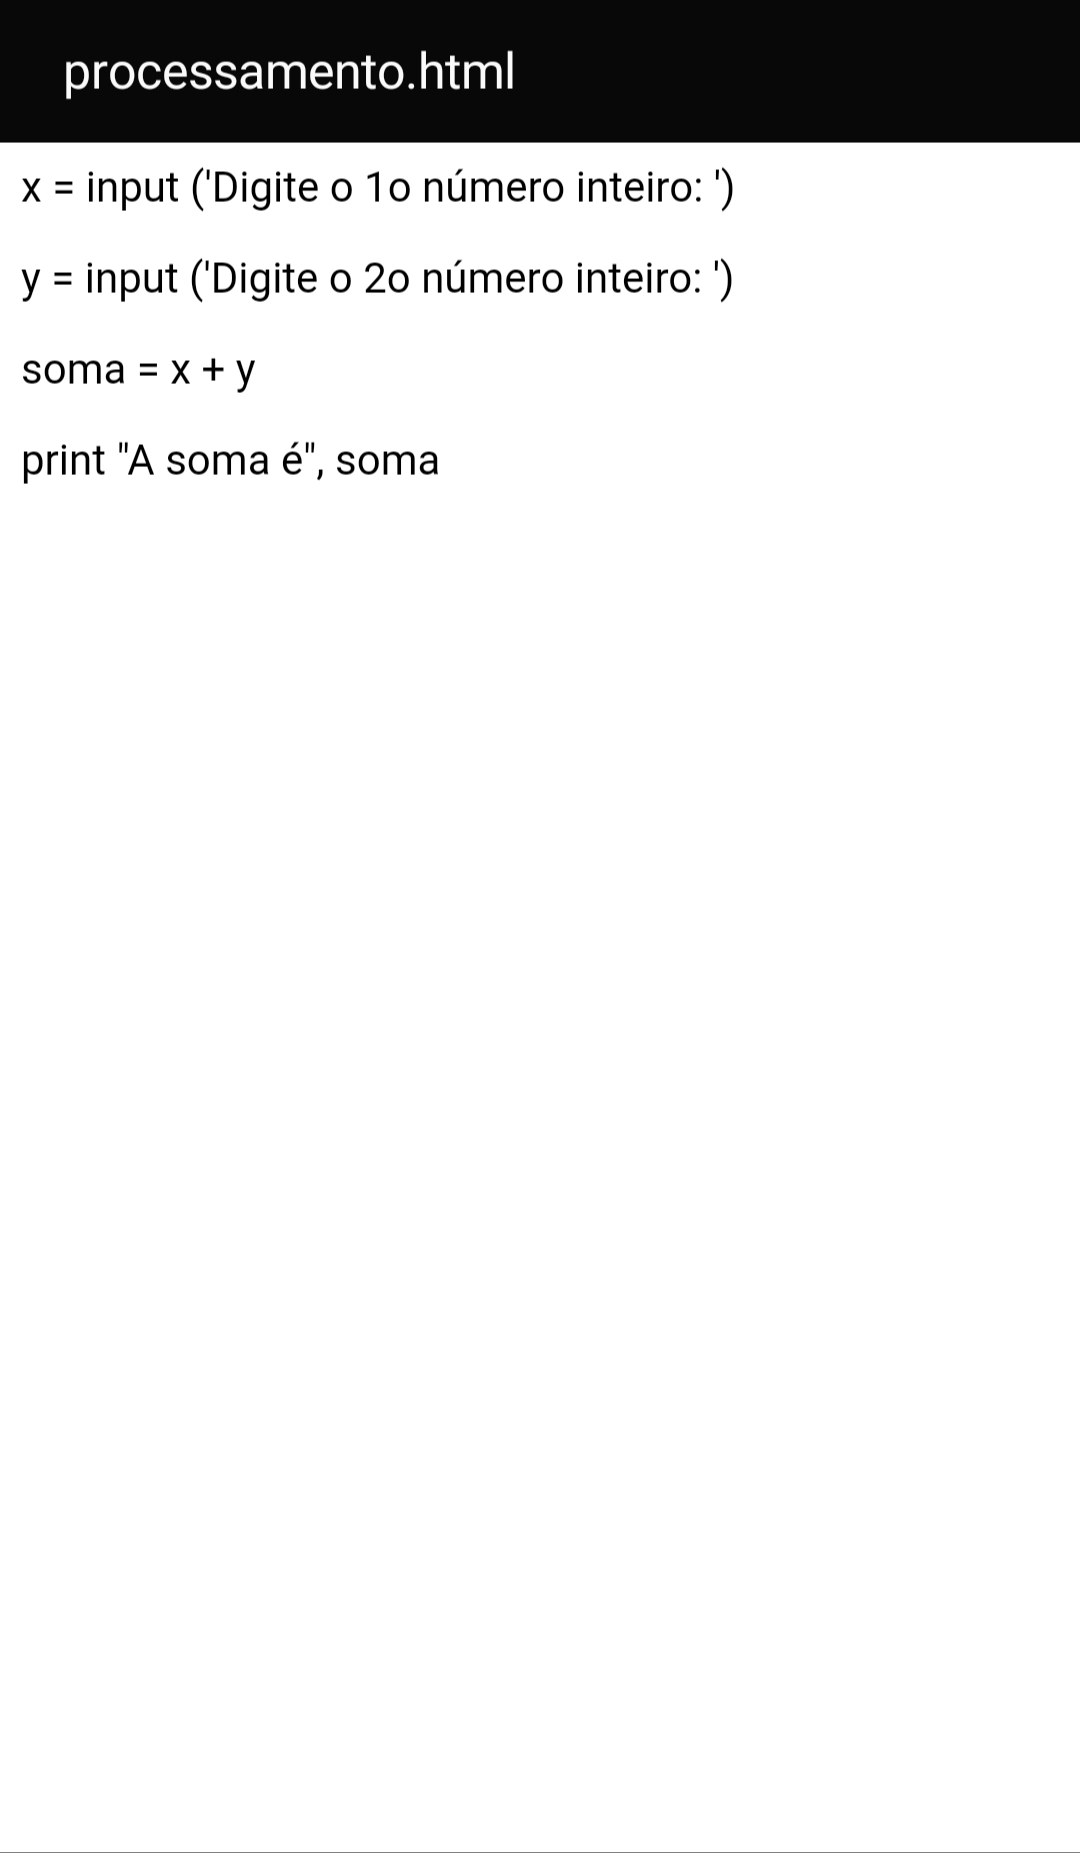 processamento.html
x = input ('Digite o 1o número inteiro: ')
y = input ('Digite o 2o número inteiro: ')
soma = x + y
print "A soma é", soma